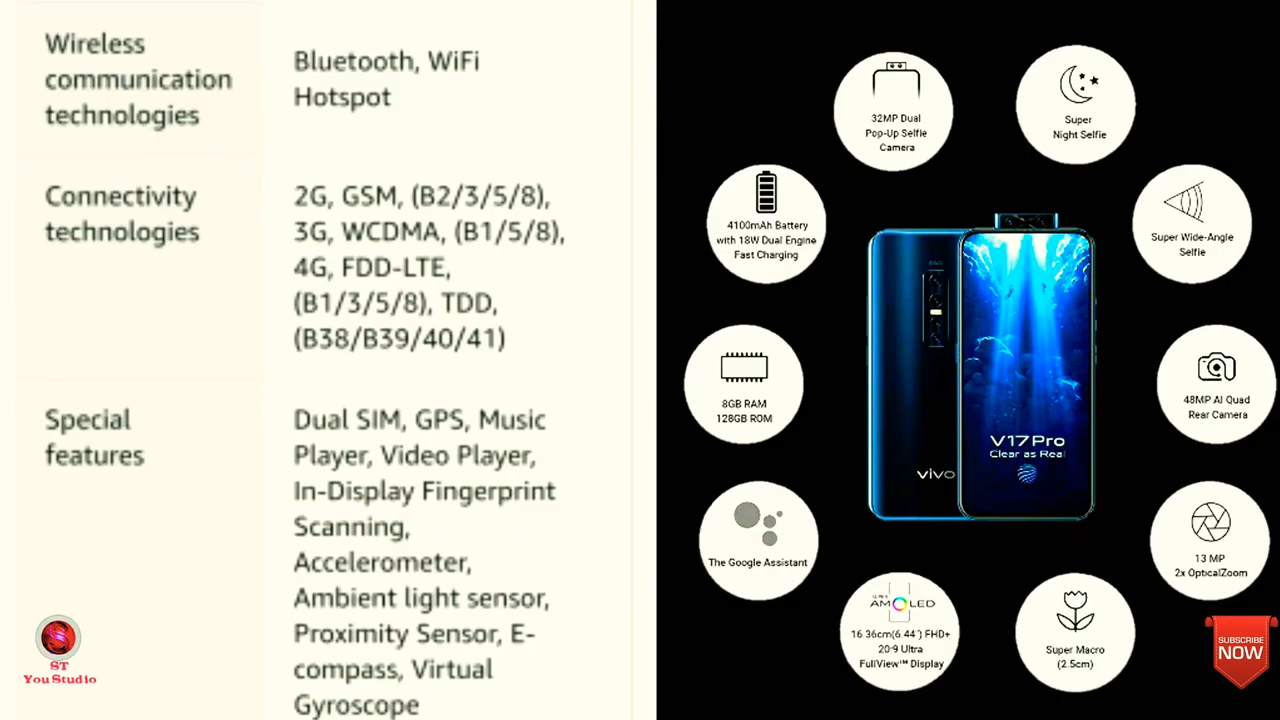 Wireless
communication
technologies
Bluetooth, WiFi
Hotspot
Connectivity
technologies
2G, GSM, (B2/3/5/8),
3G, WCDMA, (B1/5/8),
4G, FDD-LTE,
(B1/3/5/8), TDD,
(B38/B39/40/41)
Special
features
Dual SIM, GPS, Music
Player, Video Player,
In-Display Fingerprint
Scanning,
Accelerometer,
Ambient light sensor,
Proximity Sensor, E-
compass, Virtual
Gyroscope
ST
You Studio
32MP Dual
Pop-Up Selfie
Camera
Super
Night Selfie
4100mAh Battery
with 18W Dual Engine
Fast Charging
Super Wide-Angle
Selfie
8GB RAM
128GB ROM
48MP AI Quad
Rear Camera
V17Pro
Clear as Real
vivo
The Google Assistant
13 MP
2x OpticalZoom
SUPER
AMOLED
16 36cm(6.44") FHD+
20:9 Ultra
FullView™ Display
Super Macro
(2.5cm)
SUBSCRIBE
NOW